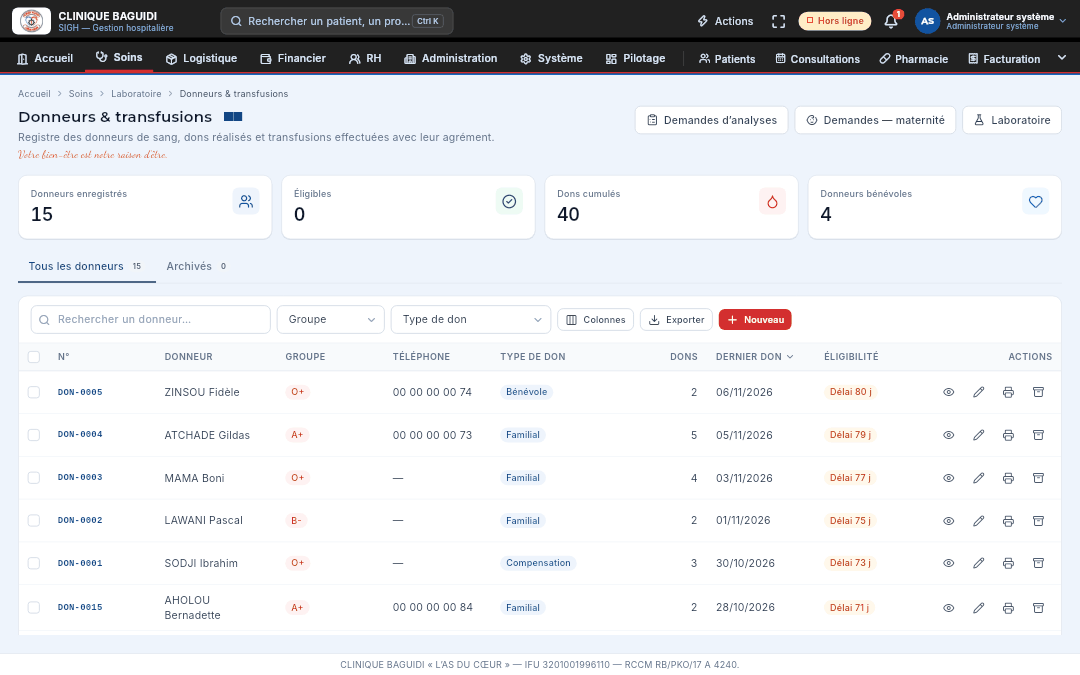 CLINIQUE BAGUIDI
SIGH — Gestion hospitalière
Rechercher un patient, un pro... Ctrl K
Actions
Hors ligne
1
AS
Administrateur système
Administrateur système
Accueil Soins Logistique Financier RH Administration Système Pilotage Patients Consultations Pharmacie Facturation
Accueil > Soins > Laboratoire > Donneurs & transfusions
Donneurs & transfusions
Registre des donneurs de sang, dons réalisés et transfusions effectuées avec leur agrément.
Votre bien-être est notre raison d'être.
Demandes d'analyses Demandes — maternité Laboratoire
Donneurs enregistrés
15
Éligibles
0
Dons cumulés
40
Donneurs bénévoles
4
Tous les donneurs 15 Archivés 0
Rechercher un donneur... Groupe Type de don Colonnes Exporter + Nouveau
N° DONNEUR GROUPE TÉLÉPHONE TYPE DE DON DONS DERNIER DON ÉLIGIBILITÉ ACTIONS
DON-0005 ZINSOU Fidèle O+ 00 00 00 00 74 Bénévole 2 06/11/2026 Délai 80 j
DON-0004 ATCHADE Gildas A+ 00 00 00 00 73 Familial 5 05/11/2026 Délai 79 j
DON-0003 MAMA Boni O+ — Familial 4 03/11/2026 Délai 77 j
DON-0002 LAWANI Pascal B- — Familial 2 01/11/2026 Délai 75 j
DON-0001 SODJI Ibrahim O+ — Compensation 3 30/10/2026 Délai 73 j
DON-0015 AHOLOU Bernadette A+ 00 00 00 00 84 Familial 2 28/10/2026 Délai 71 j
CLINIQUE BAGUIDI « L'AS DU CŒUR » — IFU 3201001996110 — RCCM RB/PKO/17 A 4240.